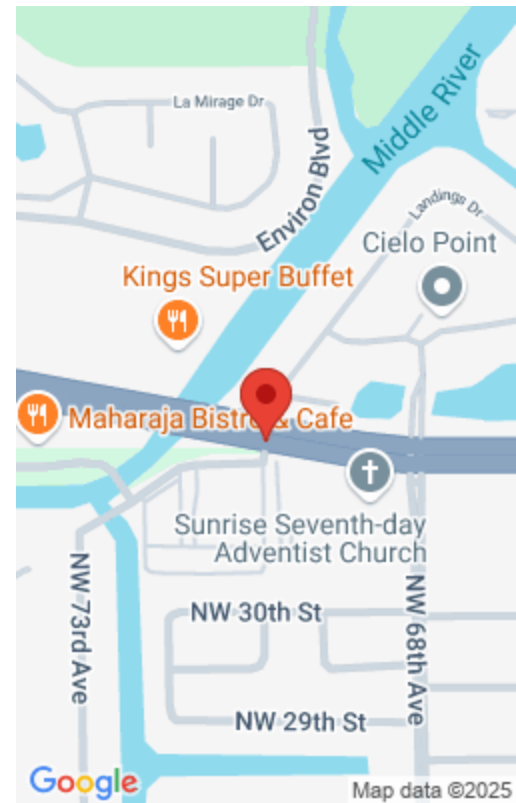 La Mirage Dr
Middle River
Environ Blvd
Landings Dr
Cielo Point
Kings Super Buffet
Maharaja Bistro & Cafe
Sunrise Seventh-day
Adventist Church
NW 73rd Ave
NW 30th St
NW 68th Ave
NW 29th St
Google
Map data ©2025